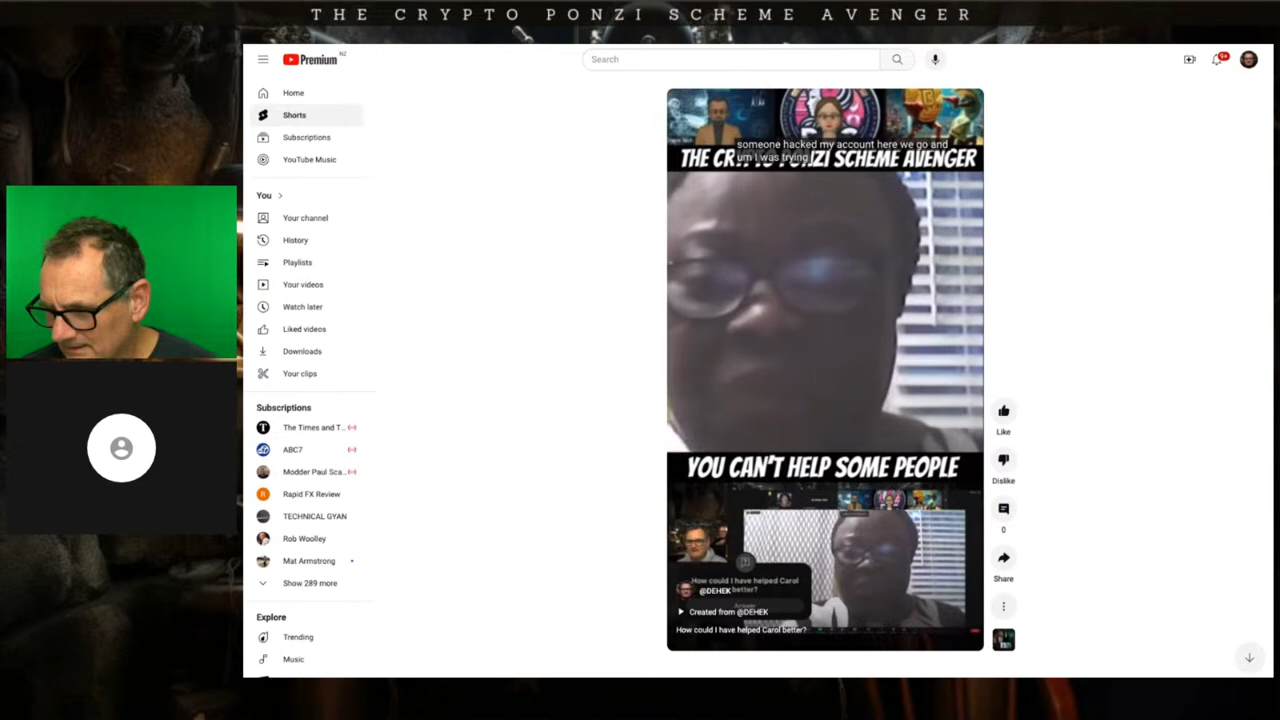 THE CRYPTO PONZI SCHEME AVENGER
Premium NZ
Search
9+
Home
Shorts
Subscriptions
YouTube Music
You
Your channel
History
Playlists
Your videos
Watch later
Liked videos
Downloads
Your clips
Subscriptions
The Times and T...
ABC7
Modder Paul Sca...
Rapid FX Review
TECHNICAL GYAN
Rob Woolley
Mat Armstrong
Show 289 more
Explore
Trending
Music
someone hacked my account here we go and
um I was trying
THE CRYPTO PONZI SCHEME AVENGER
YOU CAN'T HELP SOME PEOPLE
How could I have helped Carol
better?
@DEHEK
Created from @DEHEK
How could I have helped Carol better?
Like
Dislike
0
Share